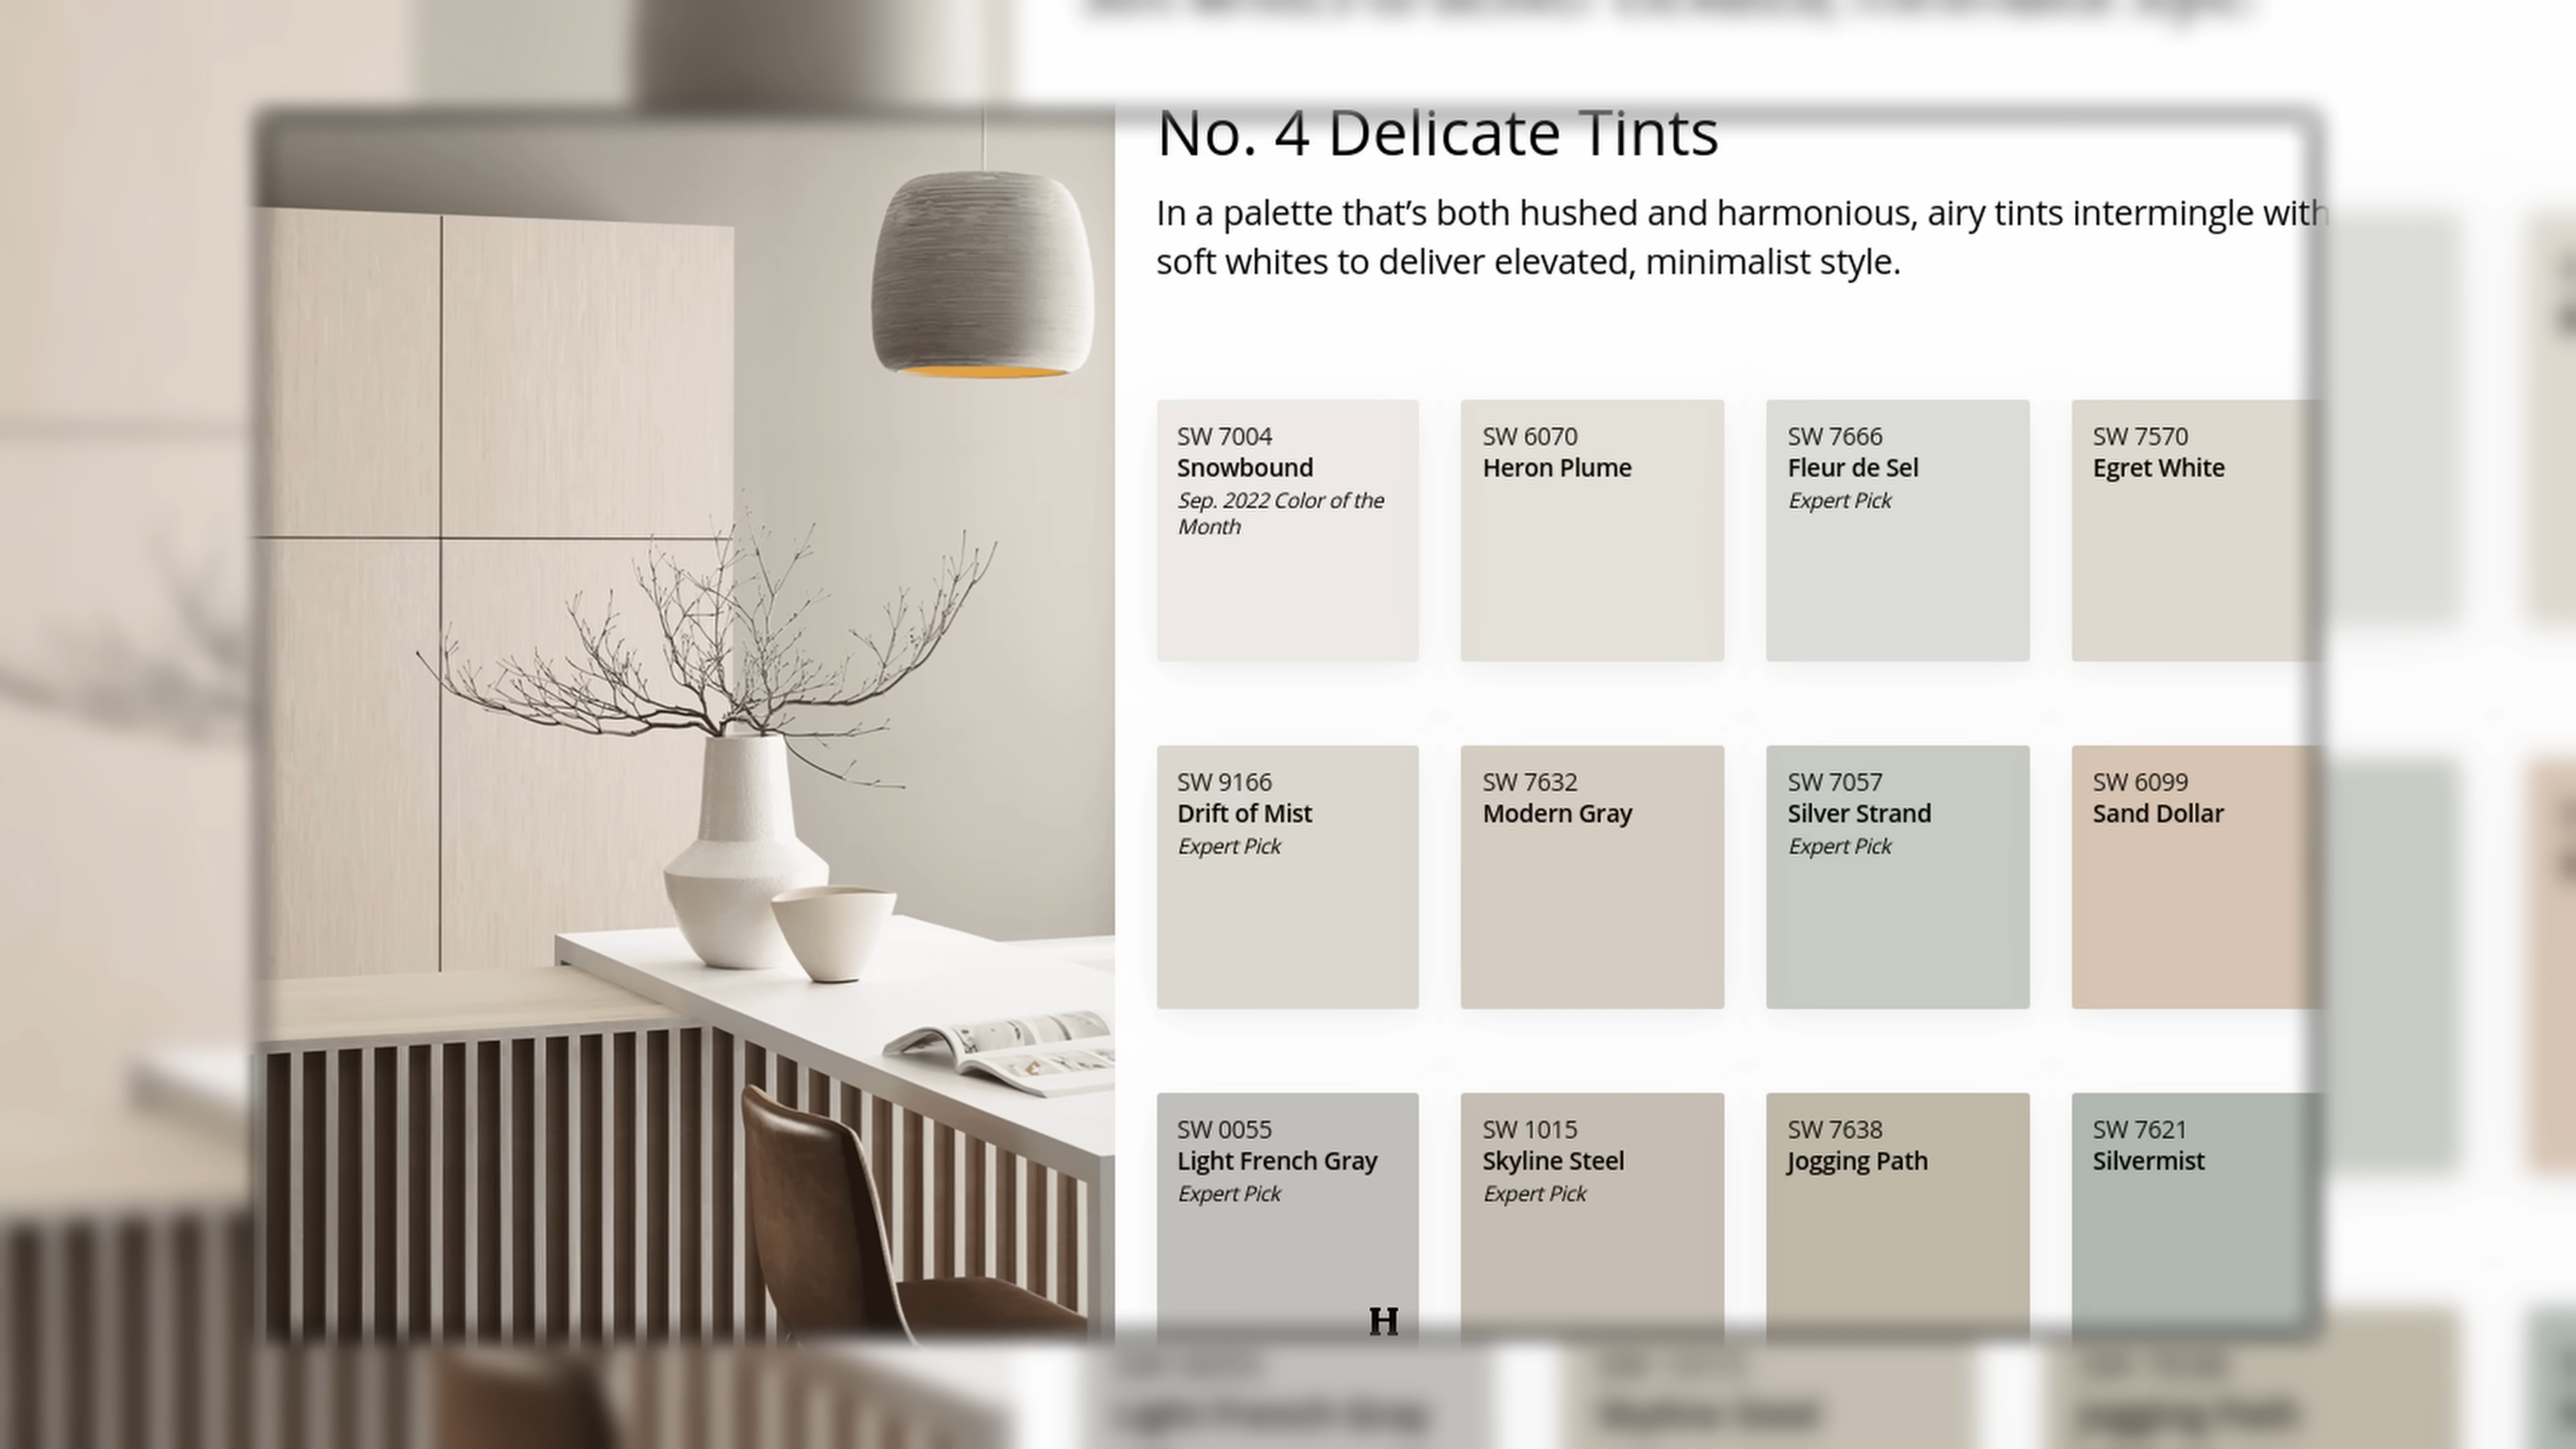 No. 4 Delicate Tints
In a palette that’s both hushed and harmonious, airy tints intermingle with
soft whites to deliver elevated, minimalist style.
SW 7004
Snowbound
Sep. 2022 Color of the
Month
SW 6070
Heron Plume
SW 7666
Fleur de Sel
Expert Pick
SW 7570
Egret White
SW 9166
Drift of Mist
Expert Pick
SW 7632
Modern Gray
SW 7057
Silver Strand
Expert Pick
SW 6099
Sand Dollar
SW 0055
Light French Gray
Expert Pick
H
SW 1015
Skyline Steel
Expert Pick
SW 7638
Jogging Path
SW 7621
Silvermist